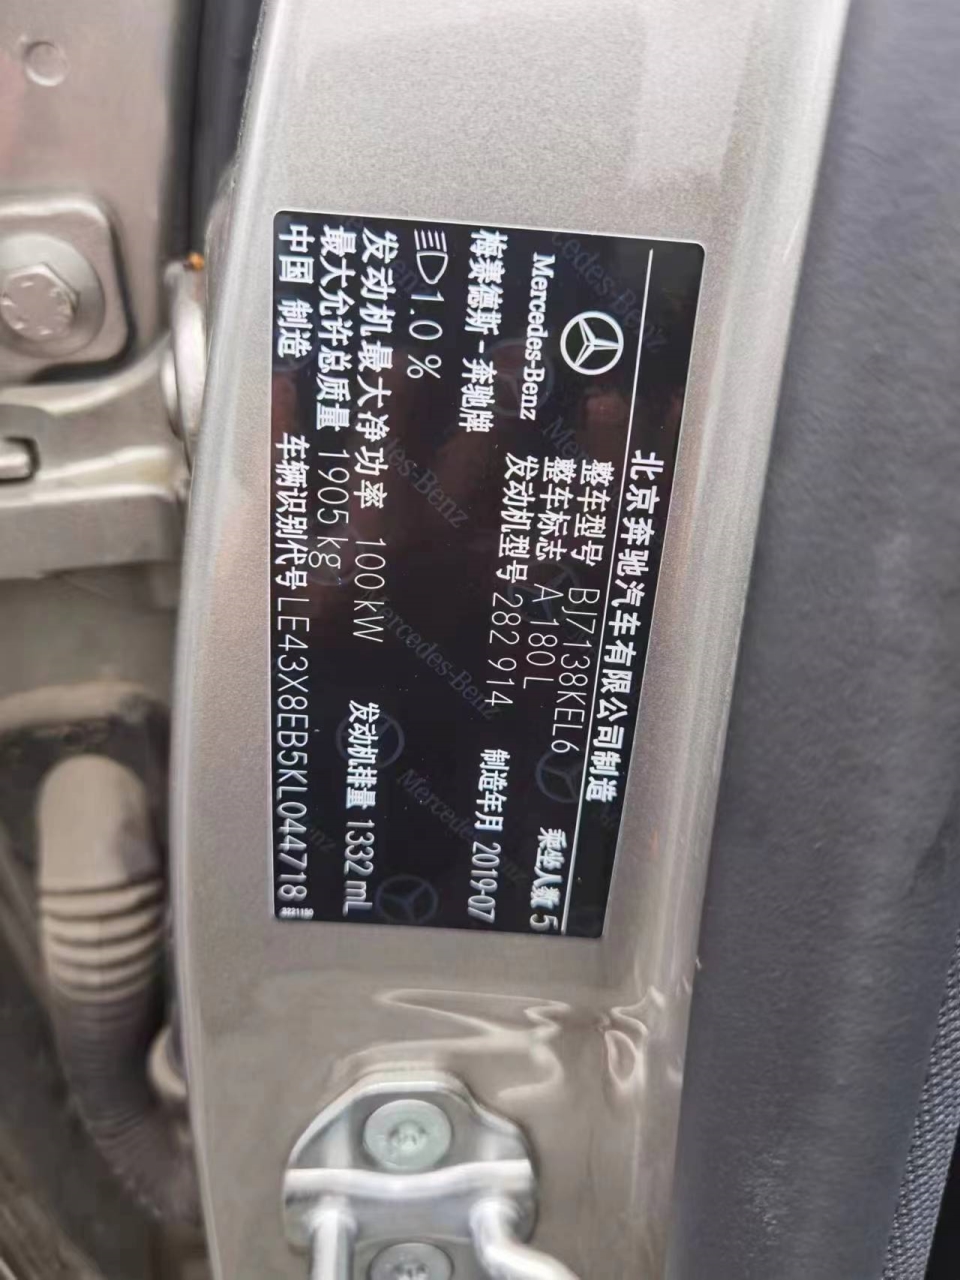 北京奔驰汽车有限公司制造
Mercedes-Benz
整车型号 BJ7138KEL6 乘坐人数 5
整车标志 A 180 L
发动机型号 282 914 制造年月 2019-07
梅赛德斯-奔驰牌
1.0 %
发动机最大净功率 100 kW 发动机排量 1332 mL
最大允许总质量 1905 kg
中国 制造 车辆识别代号 LE43X8EB5KL044718
3221150